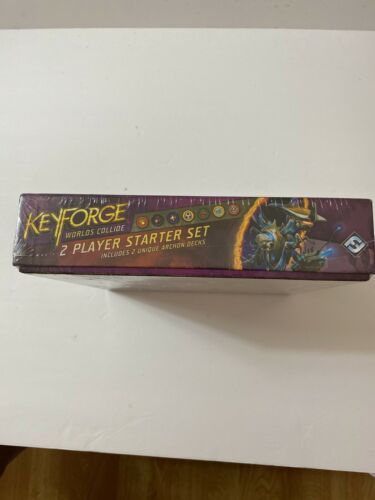 KEYFORGE
WORLDS COLLIDE
2 PLAYER STARTER SET
INCLUDES 2 UNIQUE ARCHON DECKS